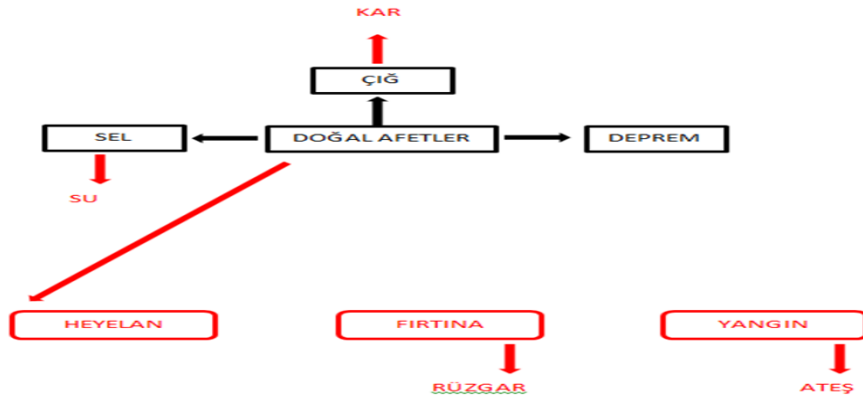 KAR
ÇIĞ
SEL
DOĞAL AFETLER
DEPREM
SU
HEYELAN
FIRTINA
YANGIN
RÜZGAR
ATEŞ